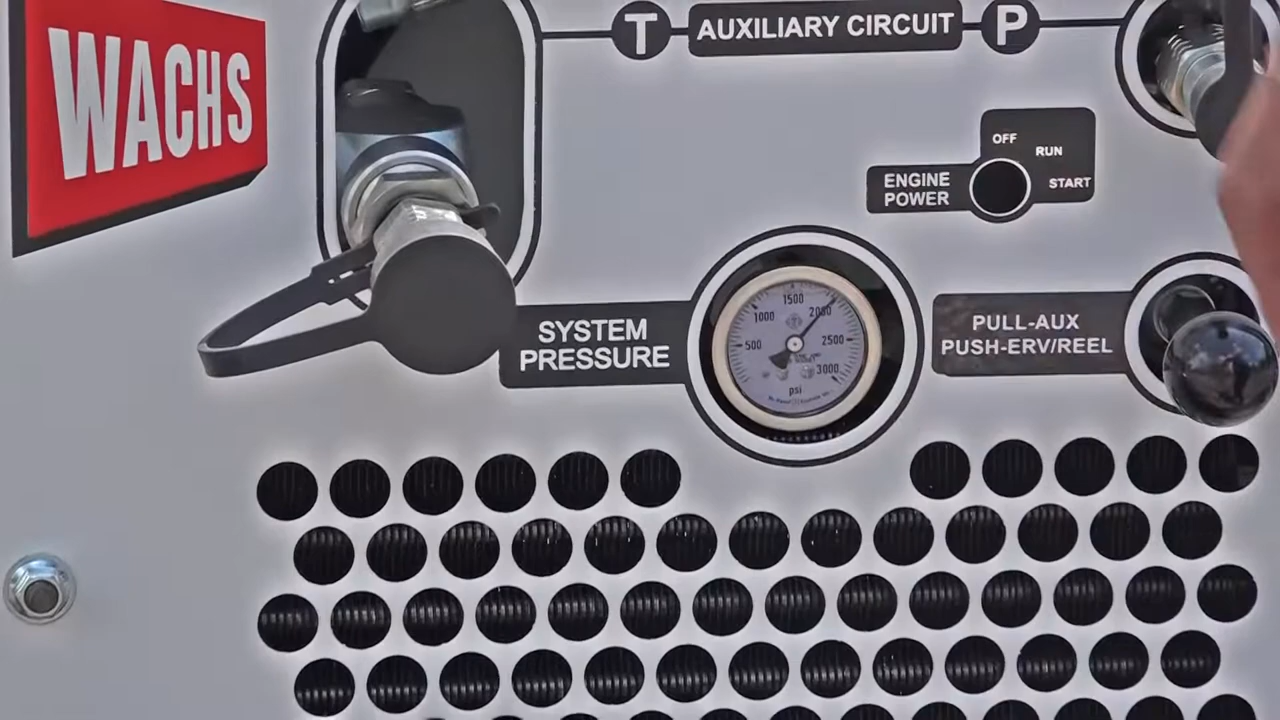 WACHS
T
AUXILIARY CIRCUIT
P
OFF
RUN
START
ENGINE
POWER
SYSTEM
PRESSURE
500
1000
1500
2000
2500
3000
psi
PULL-AUX
PUSH-ERV/REEL